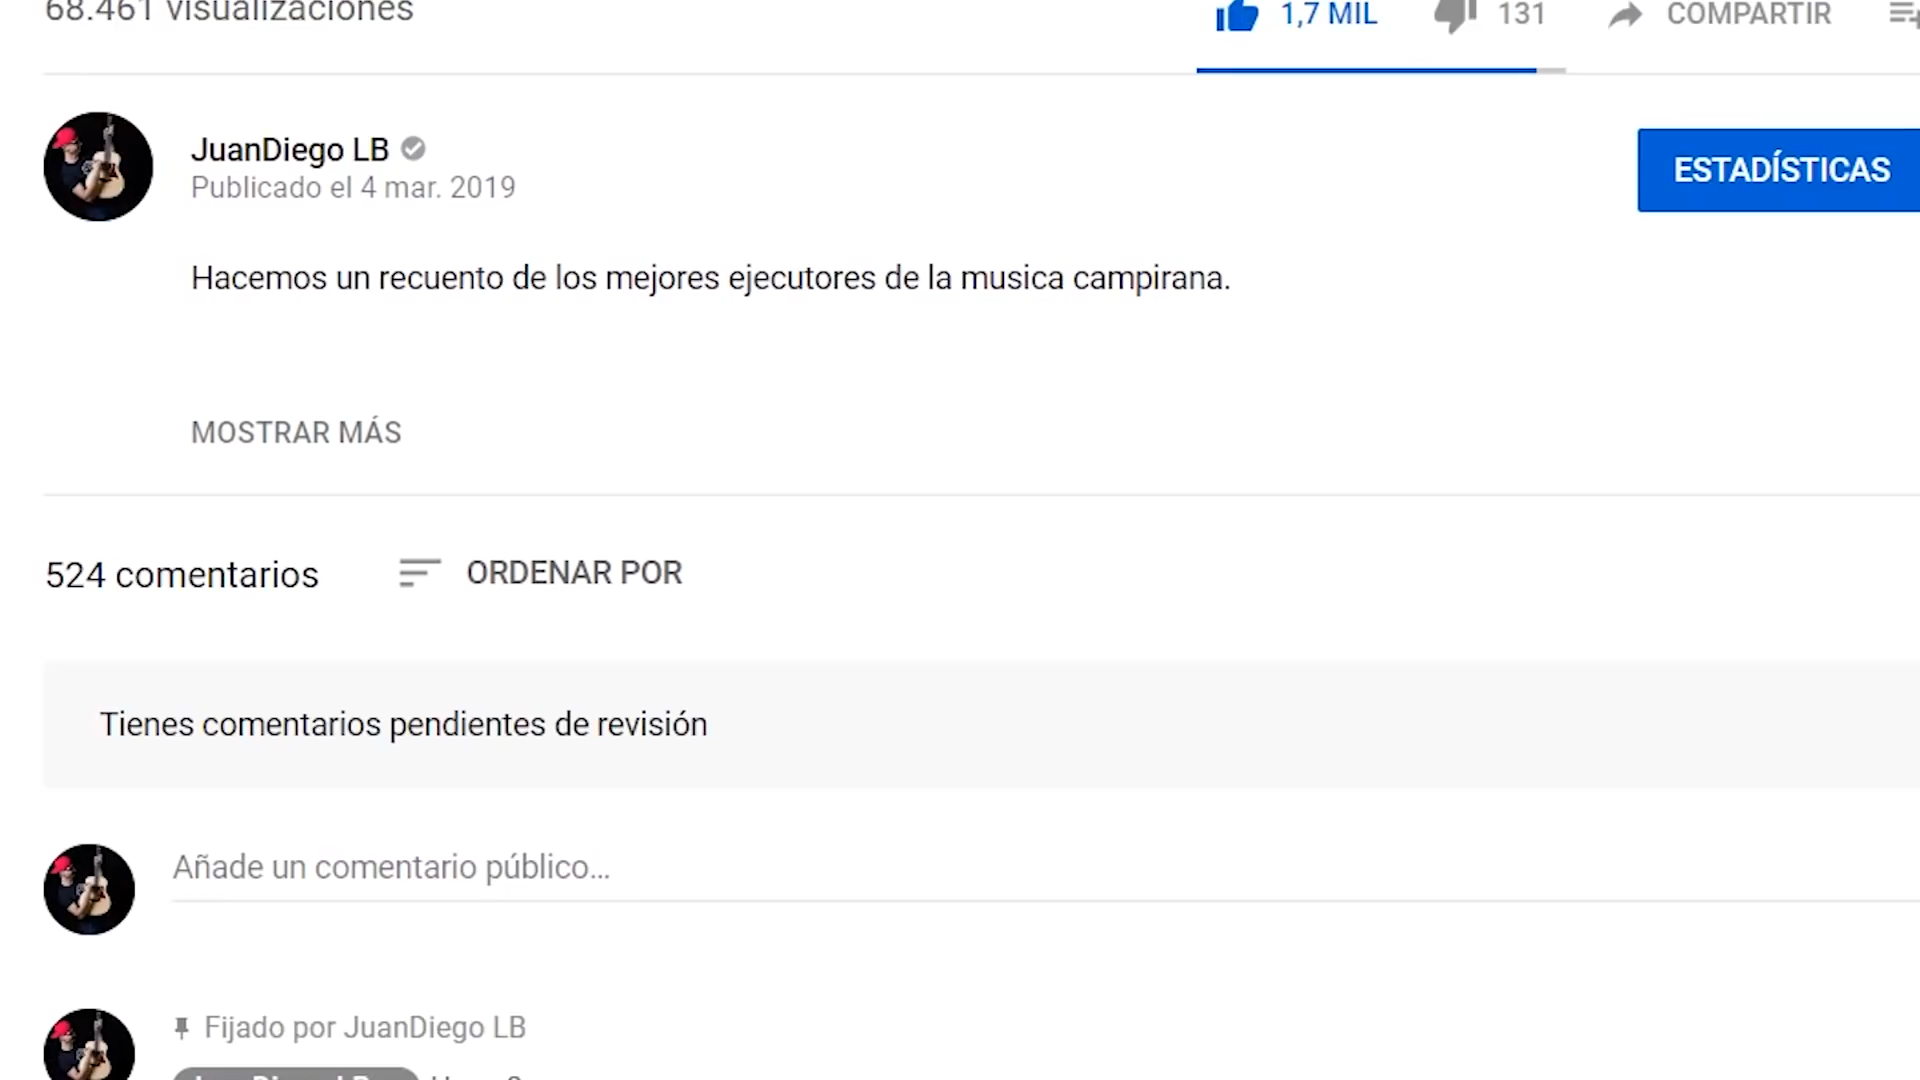 68.461 visualizaciones
1,7 MIL 131 COMPARTIR
JuanDiego LB
Publicado el 4 mar. 2019
ESTADÍSTICAS
Hacemos un recuento de los mejores ejecutores de la musica campirana.
MOSTRAR MÁS
524 comentarios ORDENAR POR
Tienes comentarios pendientes de revisión
Añade un comentario público...
Fijado por JuanDiego LB
JuanDiego LB